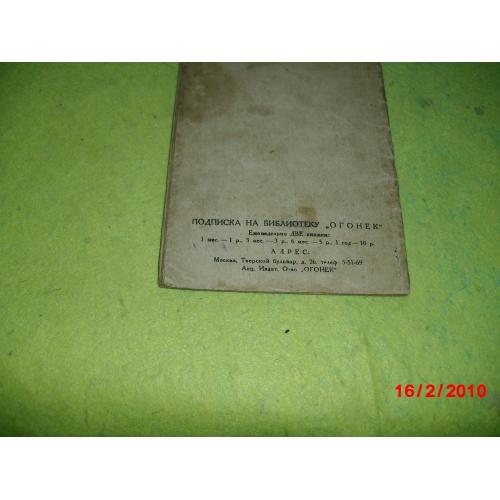 ПОДПИСКА НА БИБЛИОТЕКУ „ОГОНЕК"
Еженедельно ДВЕ книжки:
1 мес. — 1 р., 3 мес. — 3 р., 6 мес. — 5 р., 1 год — 10 р.
АДРЕС:
Москва, Тверской бульвар, д. 26. телеф 5-51-69
Акц. Издат. О-во „ОГОНЕК"
16/2/2010